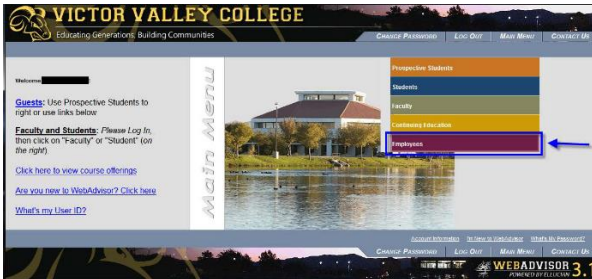 VICTOR VALLEY COLLEGE
Educating Generations, Building Communities
CHANGE PASSWORD LOG OUT MAIN MENU CONTACT US
Welcome
Guests: Use Prospective Students to
right or use links below
Faculty and Students: Please Log In,
then click on "Faculty" or "Student" (on
the right)
Click here to view course offerings
Are you new to WebAdvisor? Click here
What's my User ID?
Main Menu
Prospective Students
Students
Faculty
Continuing Education
Employees
Account Information I'm New to WebAdvisor What's My Password?
CHANGE PASSWORD LOG OUT MAIN MENU CONTACT US
WEBADVISOR 3.1
POWERED BY ELLUCIAN